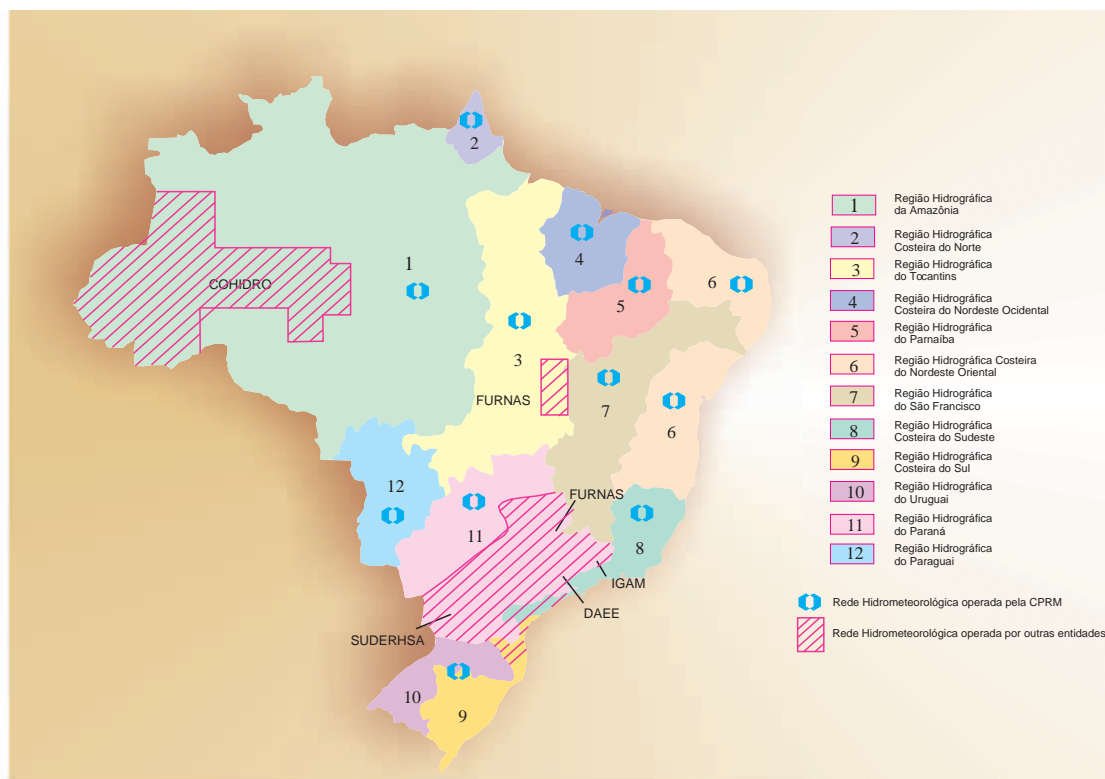 2
1
COHIDRO
4
6
5
3
FURNAS
7
6
12
FURNAS
11
8
IGAM
DAEE
SUDERHSA
10
9
1 Região Hidrográfica
da Amazônia
2 Região Hidrográfica
Costeira do Norte
3 Região Hidrográfica
do Tocantins
4 Região Hidrográfica
Costeira do Nordeste Ocidental
5 Região Hidrográfica
do Parnaíba
6 Região Hidrográfica Costeira
do Nordeste Oriental
7 Região Hidrográfica
do São Francisco
8 Região Hidrográfica
Costeira do Sudeste
9 Região Hidrográfica
Costeira do Sul
10 Região Hidrográfica
do Uruguai
11 Região Hidrográfica
do Paraná
12 Região Hidrográfica
do Paraguai
Rede Hidrometeorológica operada pela CPRM
Rede Hidrometeorológica operada por outras entidades